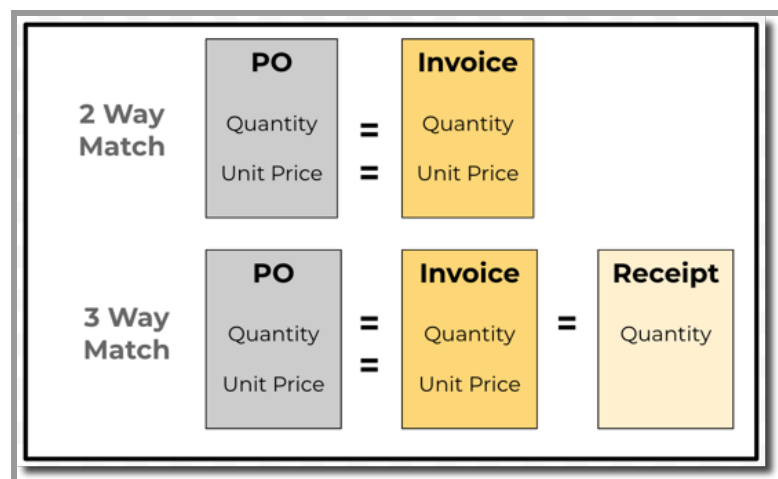 2 Way
Match
PO
Quantity
Unit Price
=
=
Invoice
Quantity
Unit Price
3 Way
Match
PO
Quantity
Unit Price
=
=
Invoice
Quantity
Unit Price
=
Receipt
Quantity